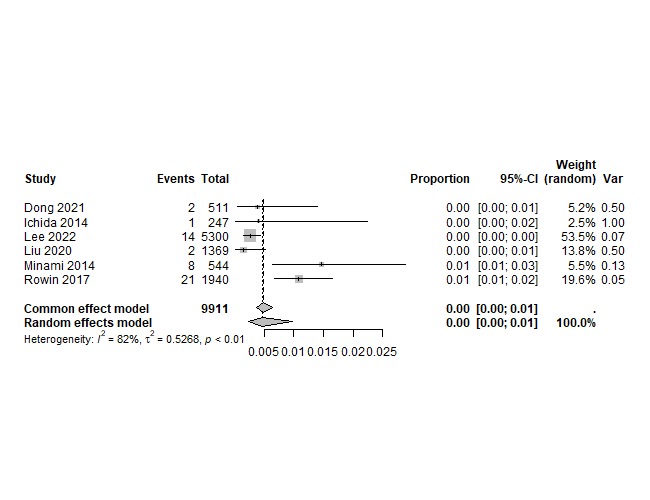 Weight
Study Events Total Proportion 95%-CI (random) Var
Dong 2021 2 511 0.00 [0.00; 0.01] 5.2% 0.50
Ichida 2014 1 247 0.00 [0.00; 0.02] 2.5% 1.00
Lee 2022 14 5300 0.00 [0.00; 0.00] 53.5% 0.07
Liu 2020 2 1369 0.00 [0.00; 0.01] 13.8% 0.50
Minami 2014 8 544 0.01 [0.01; 0.03] 5.5% 0.13
Rowin 2017 21 1940 0.01 [0.01; 0.02] 19.6% 0.05
Common effect model 9911 0.00 [0.00; 0.01] .
Random effects model 0.00 [0.00; 0.01] 100.0%
Heterogeneity: I² = 82%, τ² = 0.5268, p < 0.01
0.005 0.01 0.015 0.02 0.025